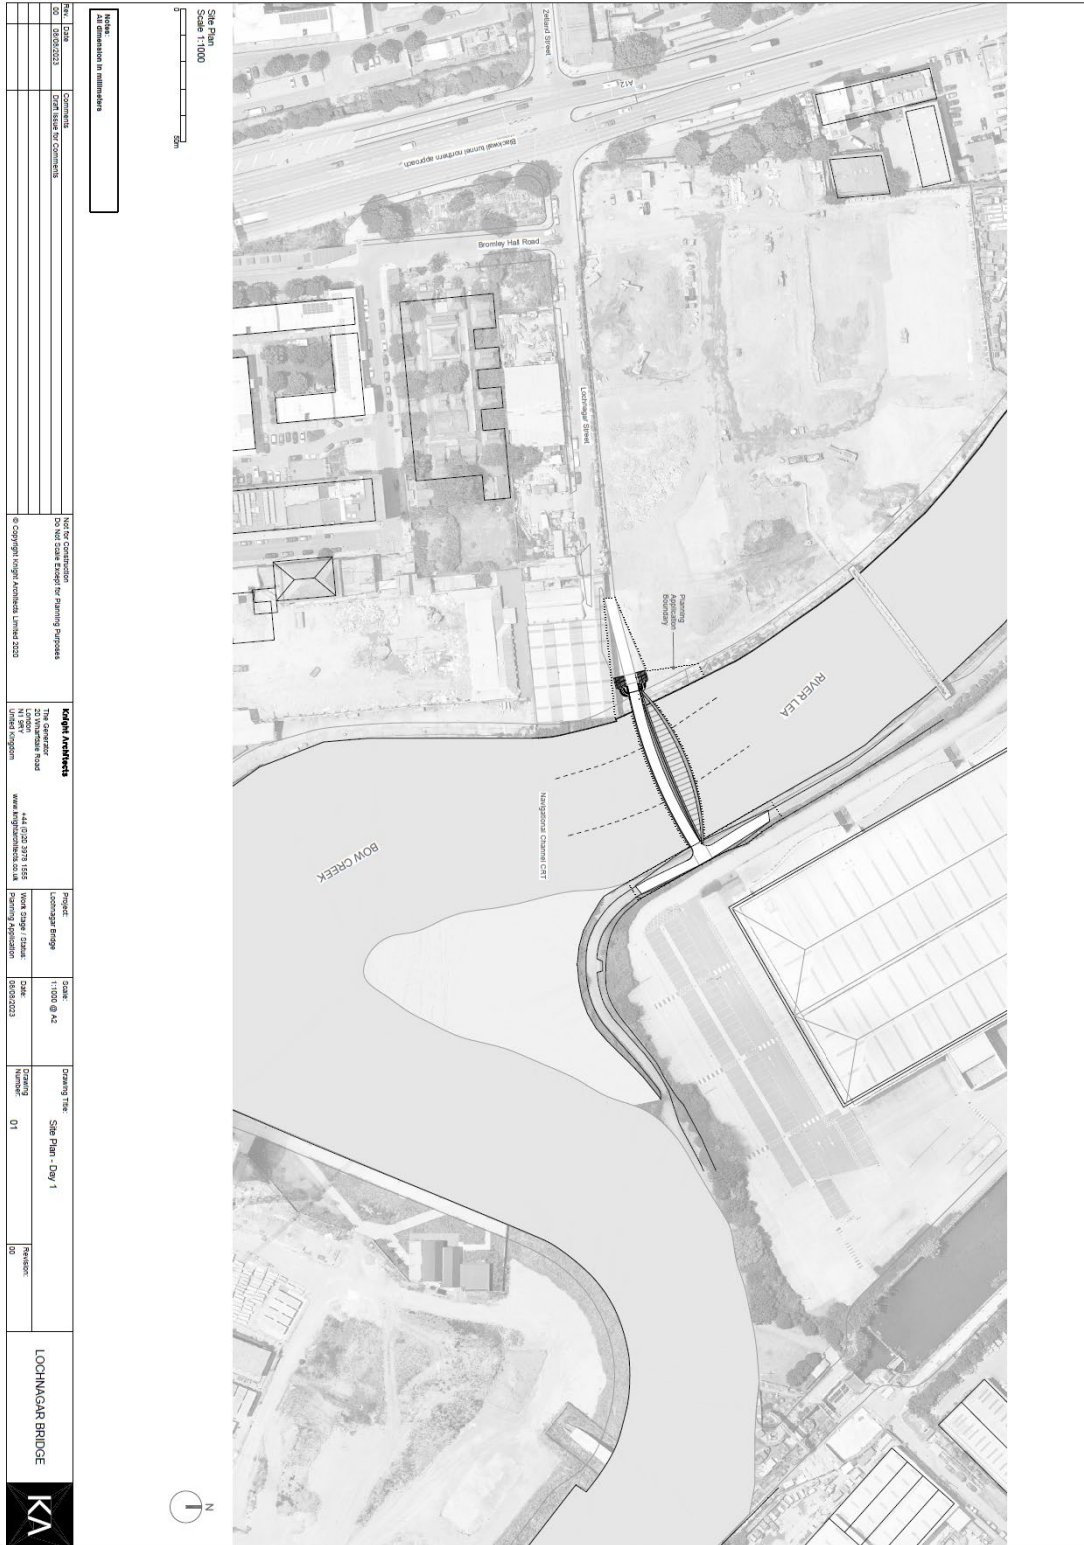 Zetland Street
A12
Blackwall tunnel northern approach
Bromley Hall Road
Lochnagar Street
Planning
Application
Boundary
RIVER LEA
Navigational Channel CRT
BOW CREEK
Site Plan
Scale 1:1000
0
50m
N
Notes:
All dimension in millimeters
Rev. Date Comments
00 08/08/2023 Draft Issue for Comments
Not for Construction
Do Not Scale Except for Planning Purposes
© Copyright Knight Architects Limited 2020
Knight Architects
The Generator
20 Wharfdale Road
London
N1 9RY
United Kingdom
+44 (0)20 3978 1555
www.knightarchitects.co.uk
Project:
Lochnagar Bridge
Work Stage / Status:
Planning Application
Scale:
1:1000 @ A2
Date:
08/08/2023
Drawing Title:
Site Plan - Day 1
Drawing
Number:
01
Revision:
00
LOCHNAGAR BRIDGE
KA